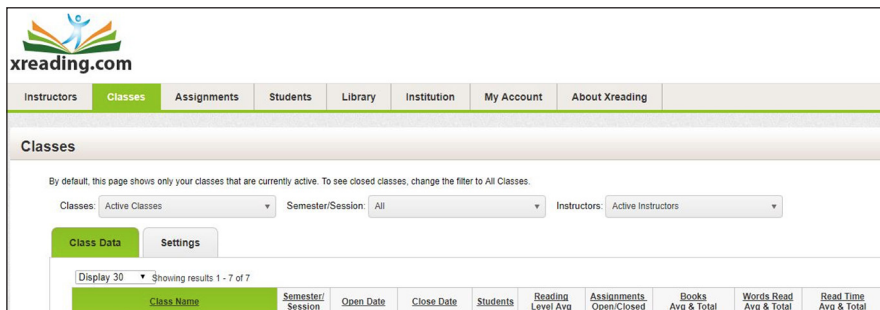 xreading.com
Instructors Classes Assignments Students Library Institution My Account About Xreading
Classes
By default, this page shows only your classes that are currently active. To see closed classes, change the filter to All Classes.
Classes: Active Classes Semester/Session: All Instructors: Active Instructors
Class Data Settings
Display 30 Showing results 1 - 7 of 7
Class Name Semester/ Session Open Date Close Date Students Reading Level Avg Assignments Open/Closed Books Avg & Total Words Read Avg & Total Read Time Avg & Total